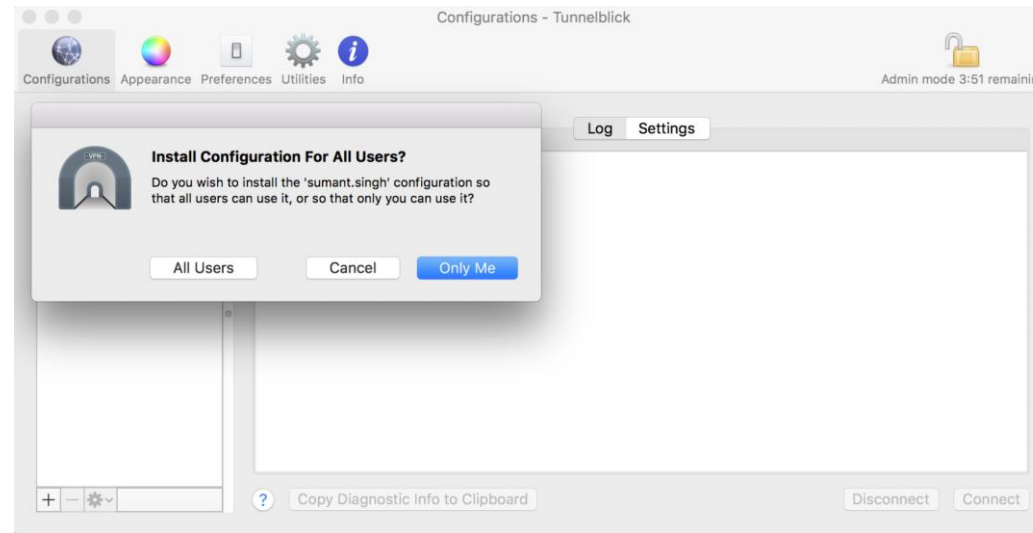 Configurations - Tunnelblick
Configurations Appearance Preferences Utilities Info
Admin mode 3:51 remaini
Log Settings
VPN
Install Configuration For All Users?
Do you wish to install the 'sumant.singh' configuration so
that all users can use it, or so that only you can use it?
All Users Cancel Only Me
? Copy Diagnostic Info to Clipboard Disconnect Connect